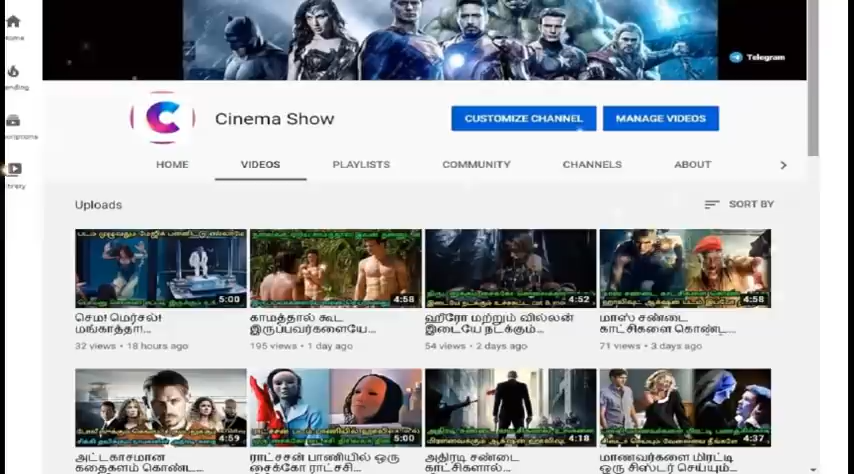 Home
Telegram
Cinema Show
CUSTOMIZE CHANNEL
MANAGE VIDEOS
HOME
VIDEOS
PLAYLISTS
COMMUNITY
CHANNELS
ABOUT
Uploads
SORT BY
5:00
4:58
4:52
4:58
செம! மெர்சல்!
மங்காத்தா!...
32 views • 18 hours ago
காமத்தால் கூட
இருப்பவர்களையே...
195 views • 1 day ago
ஹீரோ மற்றும் வில்லன்
இடையே நடக்கும்...
54 views • 2 days ago
மாஸ் சண்டை
காட்சிகளை கொண்ட...
71 views • 3 days ago
4:59
5:00
4:18
4:37
அட்டகாசமான
கதைகளம் கொண்ட...
ராட்சசன் பாணியில் ஒரு
சைக்கோ ராட்சசி...
அதிரடி சண்டை
காட்சிகளால்...
மாணவர்களை மிரட்டி
ஒரு சிஸ்டர் செய்யும்...